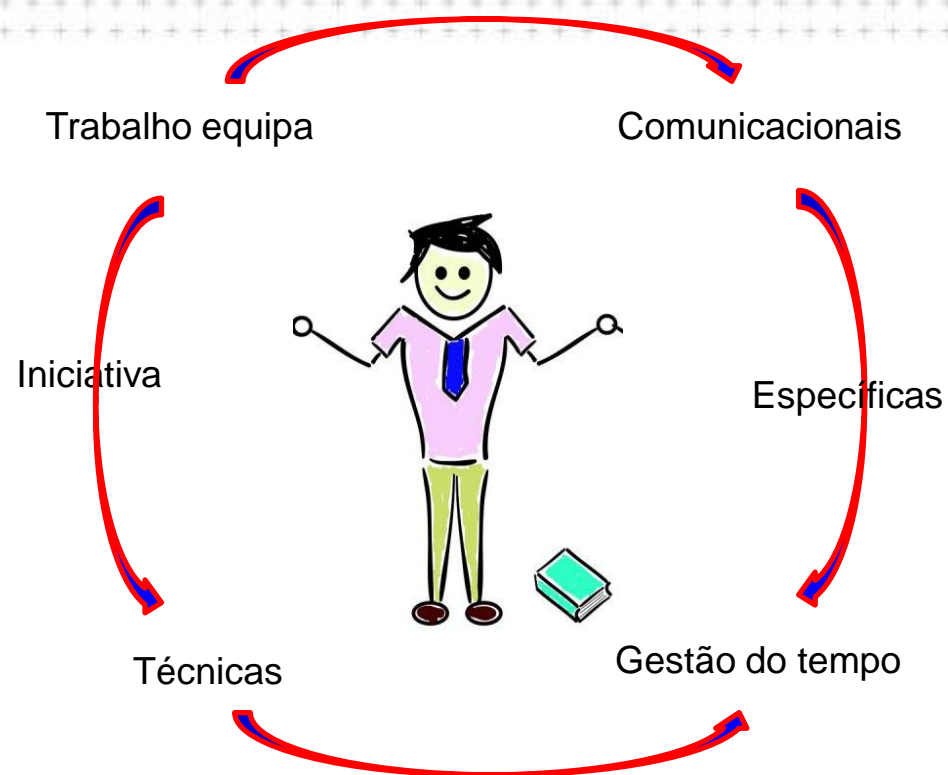 Trabalho equipa
Comunicacionais
Iniciativa
Específicas
Técnicas
Gestão do tempo